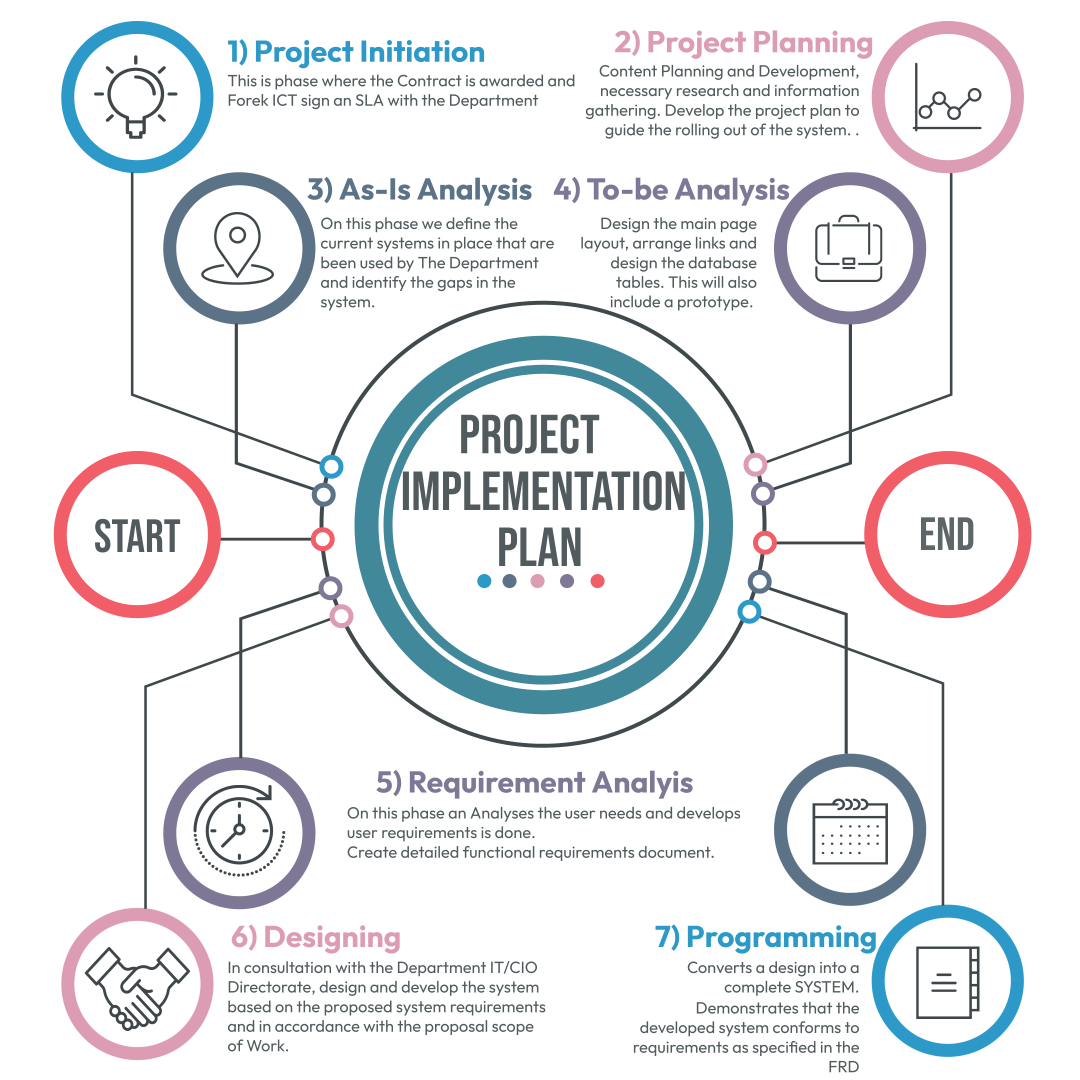 1) Project Initiation
This is phase where the Contract is awarded and
Forek ICT sign an SLA with the Department
2) Project Planning
Content Planning and Development,
necessary research and information
gathering. Develop the project plan to
guide the rolling out of the system. .
3) As-Is Analysis
On this phase we define the
current systems in place that are
been used by The Department
and identify the gaps in the
system.
4) To-be Analysis
Design the main page
layout, arrange links and
design the database
tables. This will also
include a prototype.
START
PROJECT
IMPLEMENTATION
PLAN
END
5) Requirement Analyis
On this phase an Analyses the user needs and develops
user requirements is done.
Create detailed functional requirements document.
6) Designing
In consultation with the Department IT/CIO
Directorate, design and develop the system
based on the proposed system requirements
and in accordance with the proposal scope
of Work.
7) Programming
Converts a design into a
complete SYSTEM.
Demonstrates that the
developed system conforms to
requirements as specified in the
FRD